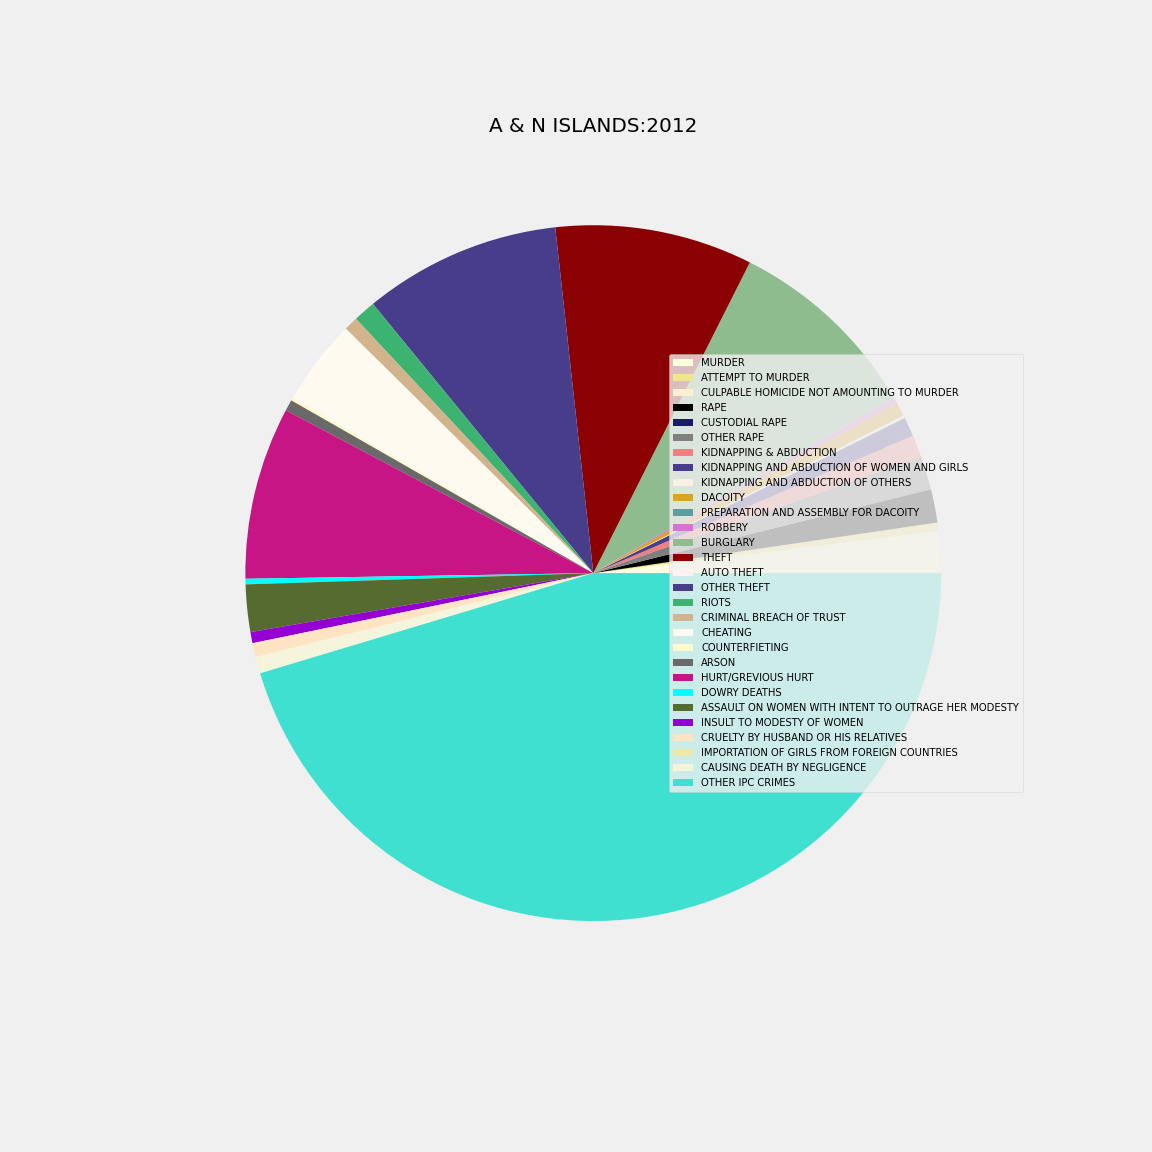 A & N ISLANDS:2012
MURDER
ATTEMPT TO MURDER
CULPABLE HOMICIDE NOT AMOUNTING TO MURDER
RAPE
CUSTODIAL RAPE
OTHER RAPE
KIDNAPPING & ABDUCTION
KIDNAPPING AND ABDUCTION OF WOMEN AND GIRLS
KIDNAPPING AND ABDUCTION OF OTHERS
DACOITY
PREPARATION AND ASSEMBLY FOR DACOITY
ROBBERY
BURGLARY
THEFT
AUTO THEFT
OTHER THEFT
RIOTS
CRIMINAL BREACH OF TRUST
CHEATING
COUNTERFIETING
ARSON
HURT/GREVIOUS HURT
DOWRY DEATHS
ASSAULT ON WOMEN WITH INTENT TO OUTRAGE HER MODESTY
INSULT TO MODESTY OF WOMEN
CRUELTY BY HUSBAND OR HIS RELATIVES
IMPORTATION OF GIRLS FROM FOREIGN COUNTRIES
CAUSING DEATH BY NEGLIGENCE
OTHER IPC CRIMES